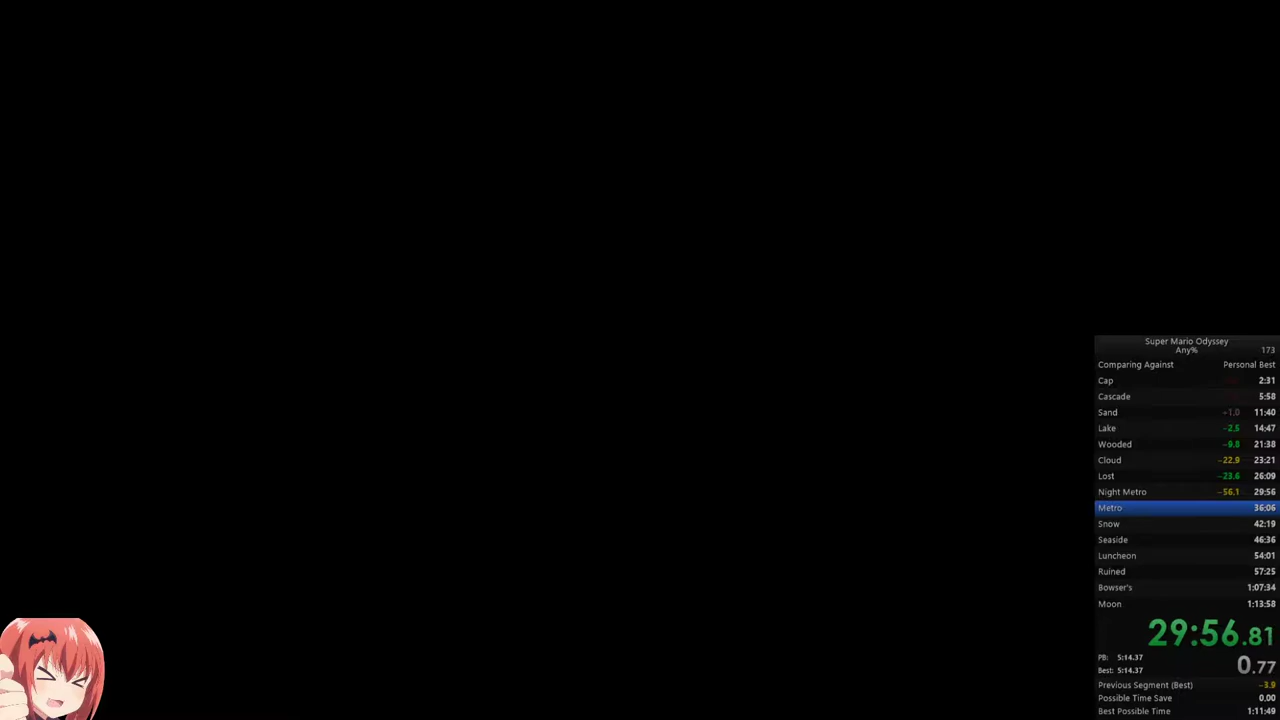 Super Mario Odyssey
Any% 173
Comparing Against Personal Best
Cap 2:31
Cascade 5:58
Sand -1.0 11:40
Lake -2.5 14:47
Wooded -9.8 21:38
Cloud -22.9 23:21
Lost -23.6 26:09
Night Metro -56.1 29:56
Metro 36:06
Snow 42:19
Seaside 46:36
Luncheon 54:01
Ruined 57:25
Bowser's 1:07:34
Moon 1:13:58
29:56.81
PB: 5:14.37
Best: 5:14.37
0.77
Previous Segment (Best) -3.9
Possible Time Save 0.00
Best Possible Time 1:11:49